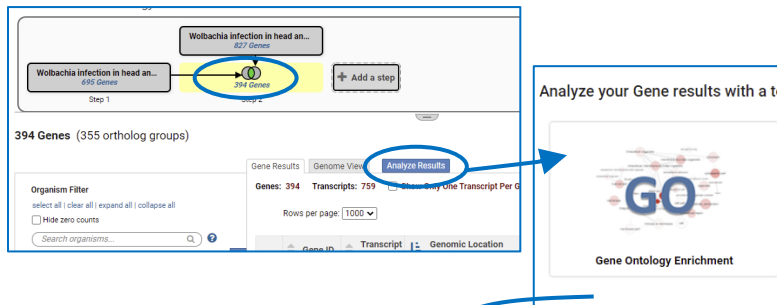 Wolbachia infection in head an...
827 Genes
Wolbachia infection in head an...
695 Genes
394 Genes
Add a step
Step 1
Step 2
394 Genes (355 ortholog groups)
Gene Results
Genome View
Analyze Results
Genes: 394 Transcripts: 759 Show Only One Transcript Per G
Rows per page: 1000
Gene ID
Transcript
Genomic Location
Organism Filter
select all | clear all | expand all | collapse all
Hide zero counts
Search organisms...
Analyze your Gene results with a t
GO
Gene Ontology Enrichment